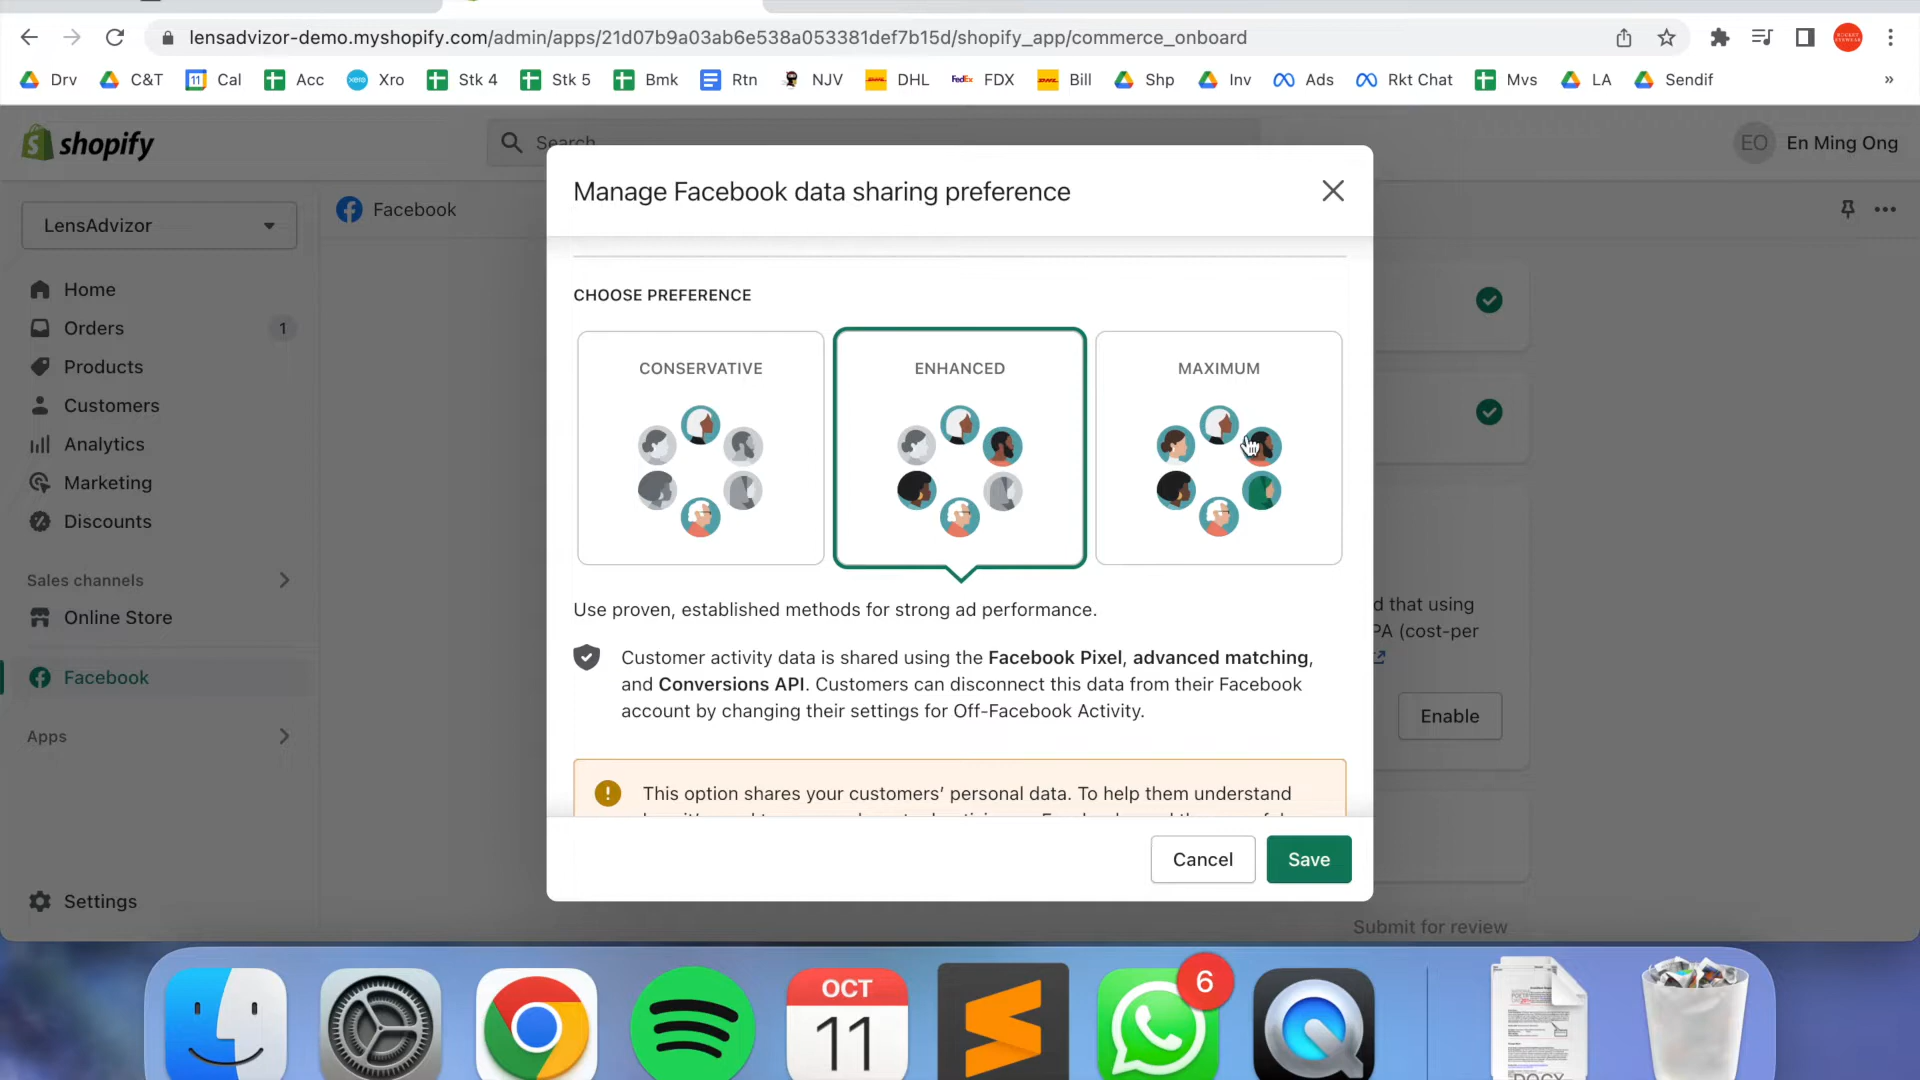 lensadvizor-demo.myshopify.com/admin/apps/21d07b9a03ab6e538a053381def7b15d/shopify_app/commerce_onboard
Drv C&T Cal Acc Xro Stk 4 Stk 5 Bmk Rtn NJV DHL FDX Bill Shp Inv Ads Rkt Chat Mvs LA Sendif »
shopify
Search
EO En Ming Ong
LensAdvizor
Facebook
Home
Orders 1
Products
Customers
Analytics
Marketing
Discounts
Sales channels
Online Store
Facebook
Apps
Settings
Manage Facebook data sharing preference
CHOOSE PREFERENCE
CONSERVATIVE ENHANCED MAXIMUM
Use proven, established methods for strong ad performance.
Customer activity data is shared using the Facebook Pixel, advanced matching,
and Conversions API. Customers can disconnect this data from their Facebook
account by changing their settings for Off-Facebook Activity.
This option shares your customers’ personal data. To help them understand
Cancel Save
d that using
PA (cost-per
Enable
Submit for review
OCT
11
6
DOCX